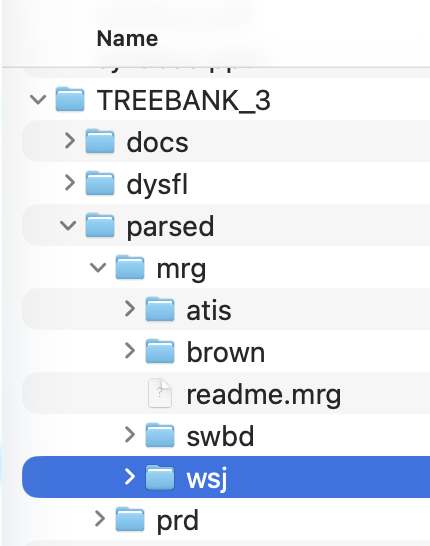 Name
TREEBANK_3
docs
dysfl
parsed
mrg
atis
brown
readme.mrg
swbd
wsj
prd